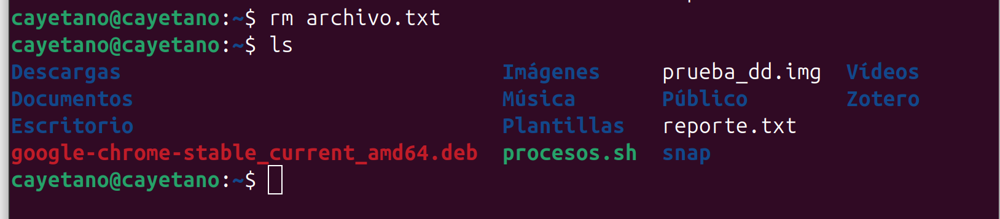 cayetano@cayetano:~$ rm archivo.txt
cayetano@cayetano:~$ ls
Descargas Imágenes prueba_dd.img Vídeos
Documentos Música Público Zotero
Escritorio Plantillas reporte.txt
google-chrome-stable_current_amd64.deb procesos.sh snap
cayetano@cayetano:~$